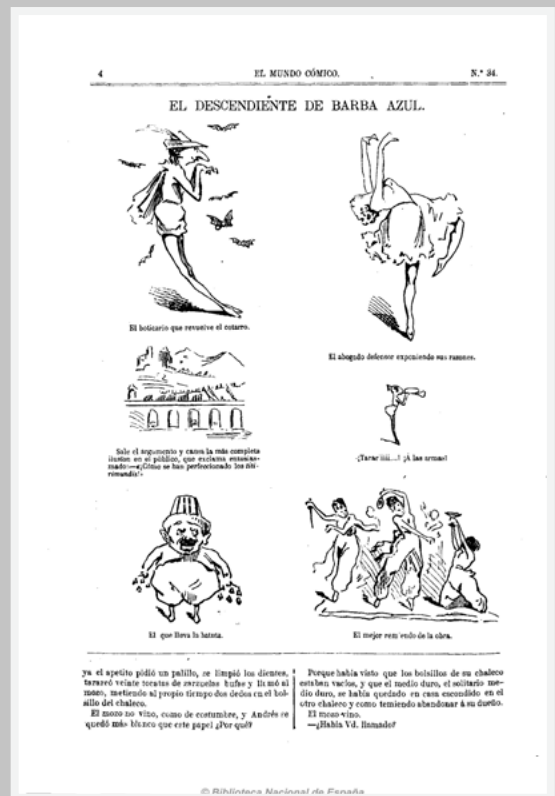 4 EL MUNDO CÓMICO. N.º 34.
EL DESCENDIENTE DE BARBA AZUL.
El boticario que revuelve el cotarro.
El abogado defensor exponiendo sus razones.
Sale el argumento y causa la más completa
ilusion en el público, que exclama entusias-
mado:—«¡Cómo se han perfeccionado los titi-
rimundis!»
¡Tarar iiii...! ¡A las armas!
El que lleva la batuta.
El mejor remiendo de la obra.
ya el apetito pidió un palillo, se limpió los dientes,
tarareó veinte tocatas de zarzuelas bufas y llamó al
mozo, metiendo al propio tiempo dos dedos en el bol-
sillo del chaleco.
El mozo no vino, como de costumbre, y Andrés se
quedó más blanco que este papel ¿Por qué?
Porque habia visto que los bolsillos de su chaleco
estaban vacíos, y que el medio duro, el solitario me-
dio duro, se habia quedado en casa escondido en el
otro chaleco y como temiendo abandonar á su dueño.
El mozo vino.
—¿Habia Vd. llamado?
© Biblioteca Nacional de España